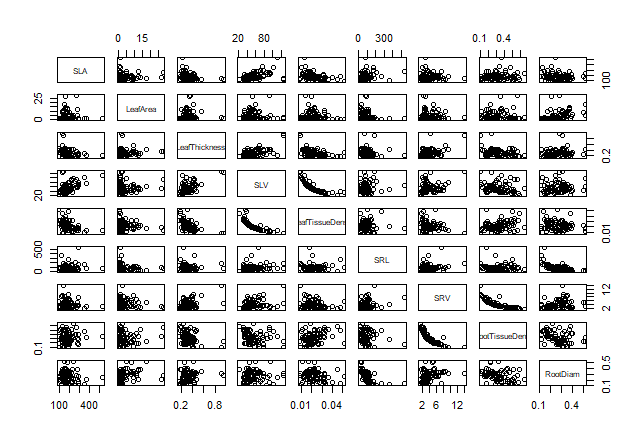 0 15 20 80 0 300 0.1 0.4
SLA 100
25 0 LeafArea
LeafThickness 0.2
20 SLV
eafTissueDens 0.01
500 0 SRL
SRV 12 2
0.1 ootTissueDens
RootDiam 0.5 0.1
100 400 0.2 0.8 0.01 0.04 2 6 12 0.1 0.4